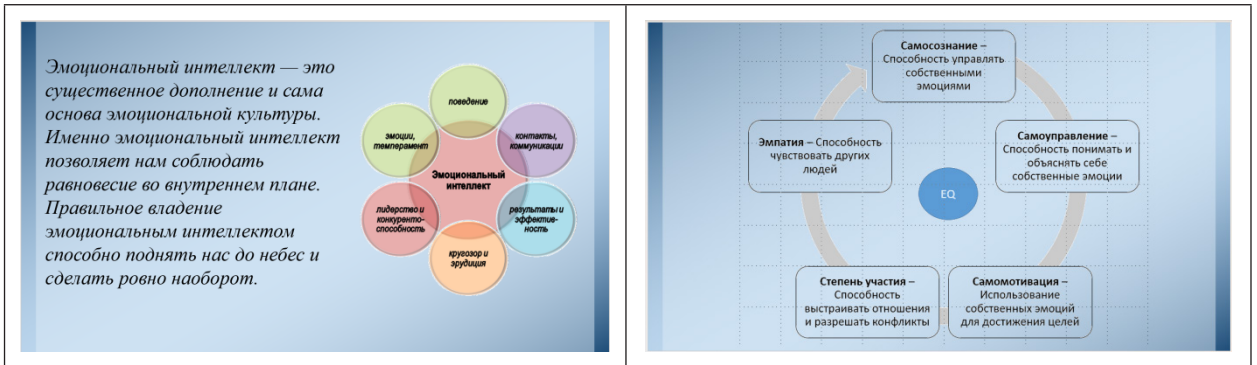 Эмоциональный интеллект — это
существенное дополнение и сама
основа эмоциональной культуры.
Именно эмоциональный интеллект
позволяет нам соблюдать
равновесие во внутреннем плане.
Правильное владение
эмоциональным интеллектом
способно поднять нас до небес и
сделать ровно наоборот.
поведение
эмоции,
темперамент
контакты,
коммуникации
Эмоциональный
интеллект
лидерство и
конкуренто-
способность
результаты и
эффектив-
ность
кругозор и
эрудиция
Самосознание –
Способность управлять
собственными
эмоциями
Эмпатия – Способность
чувствовать других
людей
Самоуправление –
Способность понимать и
объяснять себе
собственные эмоции
EQ
Степень участия –
Способность
выстраивать отношения
и разрешать конфликты
Самомотивация –
Использование
собственных эмоций
для достижения целей